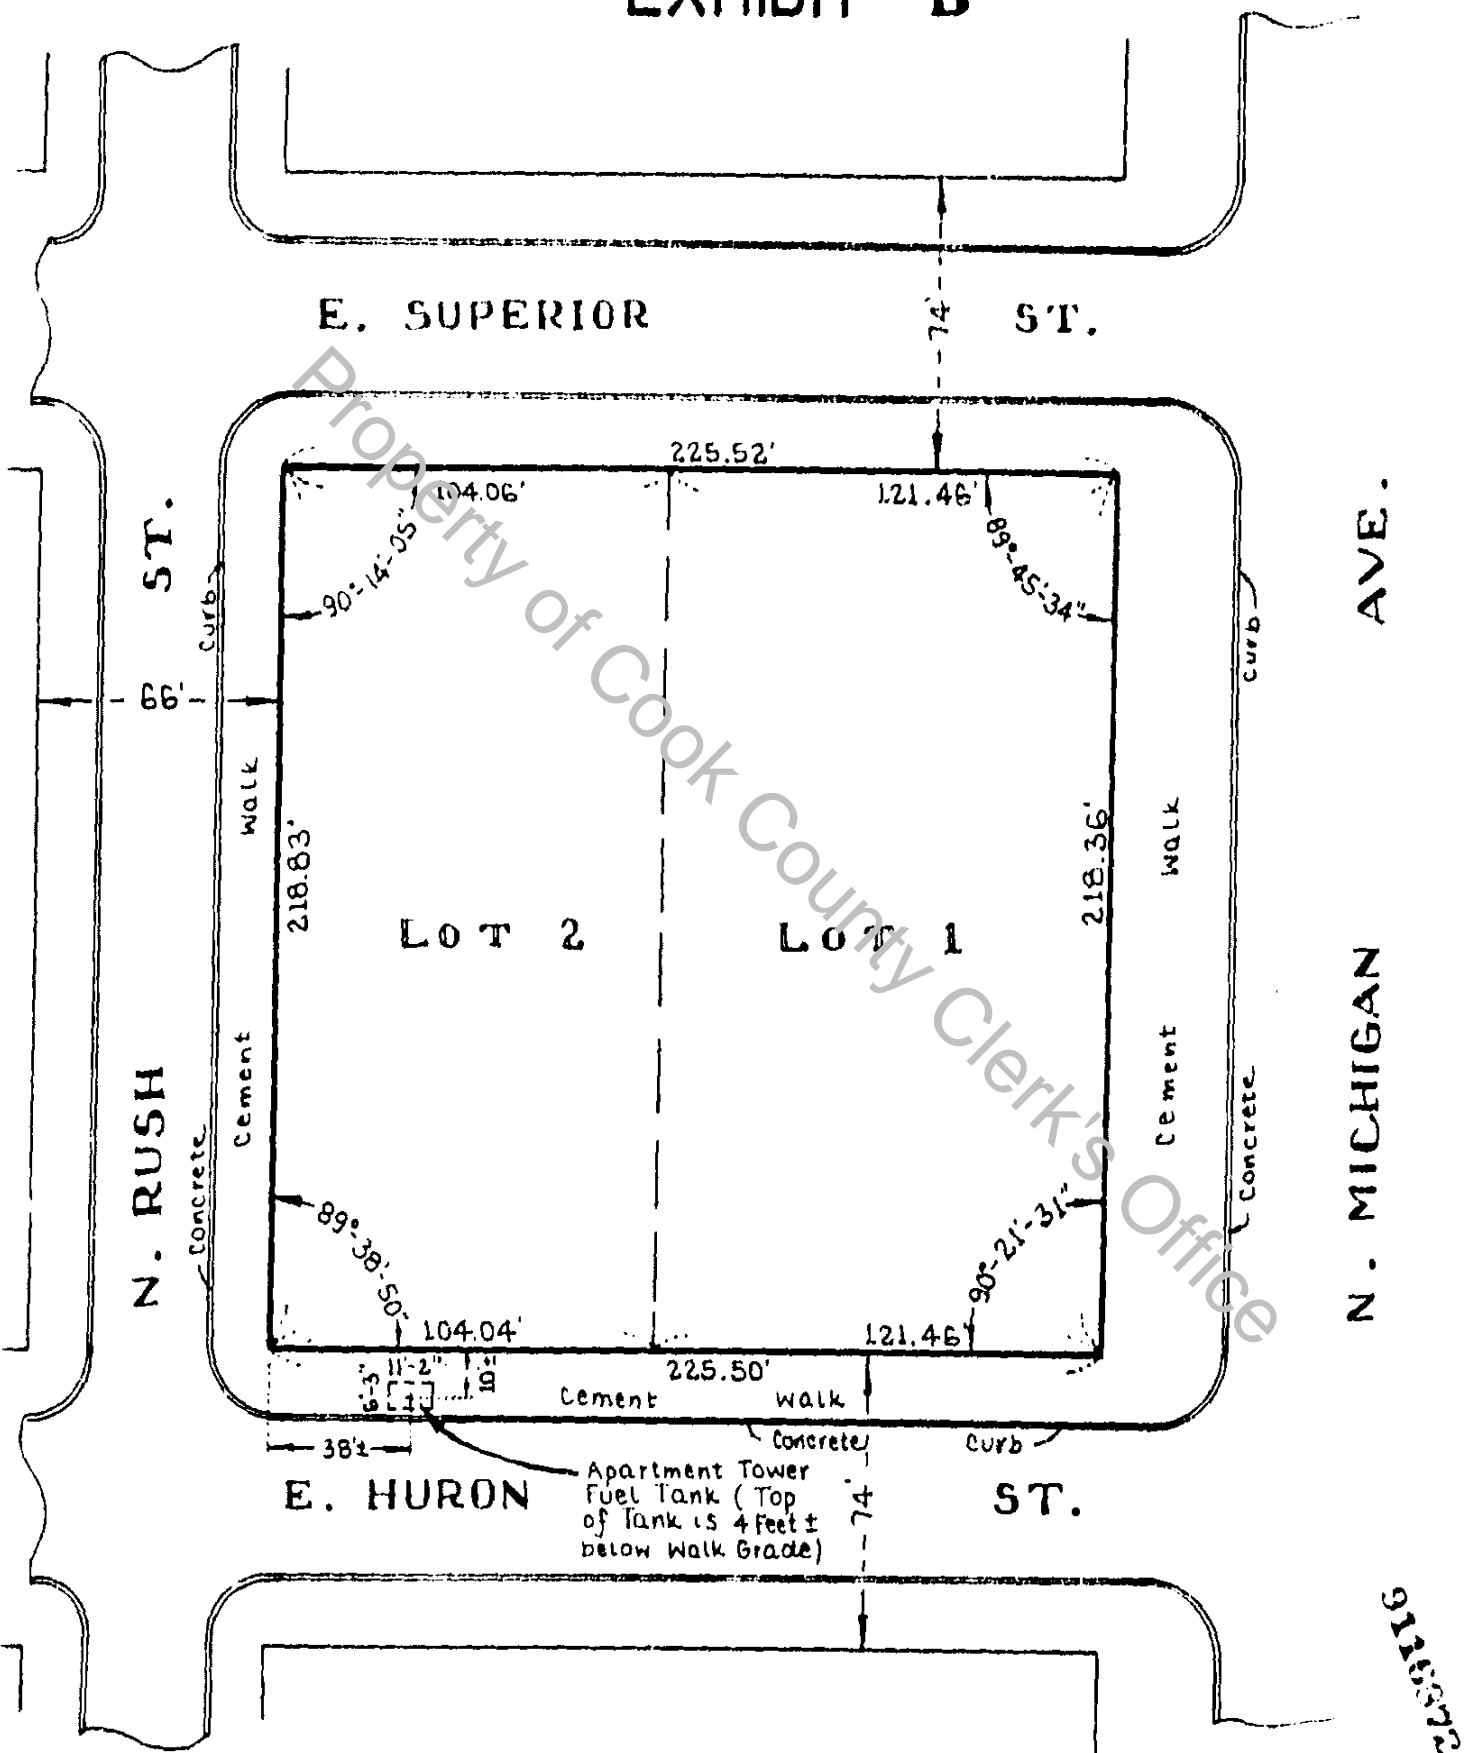 EXHIBIT B
E. SUPERIOR ST.
74'
225.52'
104.06'
121.46'
90°-14'-05"
89°-45'-34"
N. RUSH ST.
Curb
Concrete
66'
Walk
Cement
218.83'
LOT 2
LOT 1
218.36'
Walk
Cement
Curb
Concrete
N. MICHIGAN AVE.
89°-38'-50"
90°-21'-31"
104.04'
121.46'
225.50'
11'-2"
6'-3"
10"
Cement Walk
Concrete Curb
38'±
E. HURON ST.
Apartment Tower
Fuel Tank (Top
of Tank is 4 Feet ±
below Walk Grade)
74'
Property of Cook County Clerk's Office